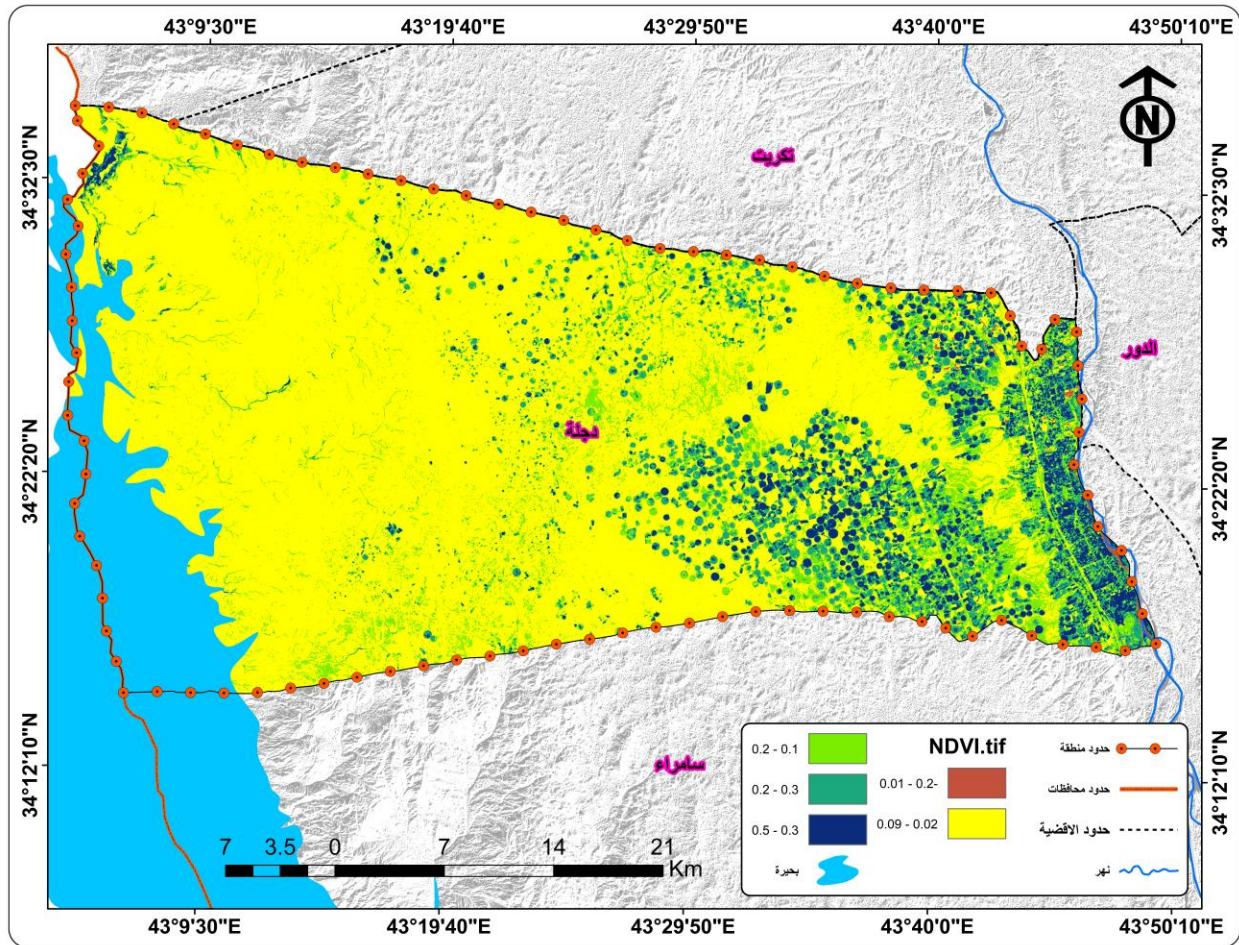 43°9'30"E 43°19'40"E 43°29'50"E 43°40'0"E 43°50'10"E
34°32'30"N
34°32'30"N
تكريت
الدور
دجلة
34°22'20"N
34°22'20"N
سامراء
34°12'10"N
34°12'10"N
NDVI.tif
0.2 - 0.1
0.2 - 0.3
0.5 - 0.3
0.01 - 0.2-
0.09 - 0.02
حدود منطقة
حدود محافظات
حدود الاقضية
نهر
بحيرة
N
7 3.5 0 7 14 21
Km
43°9'30"E 43°19'40"E 43°29'50"E 43°40'0"E 43°50'10"E